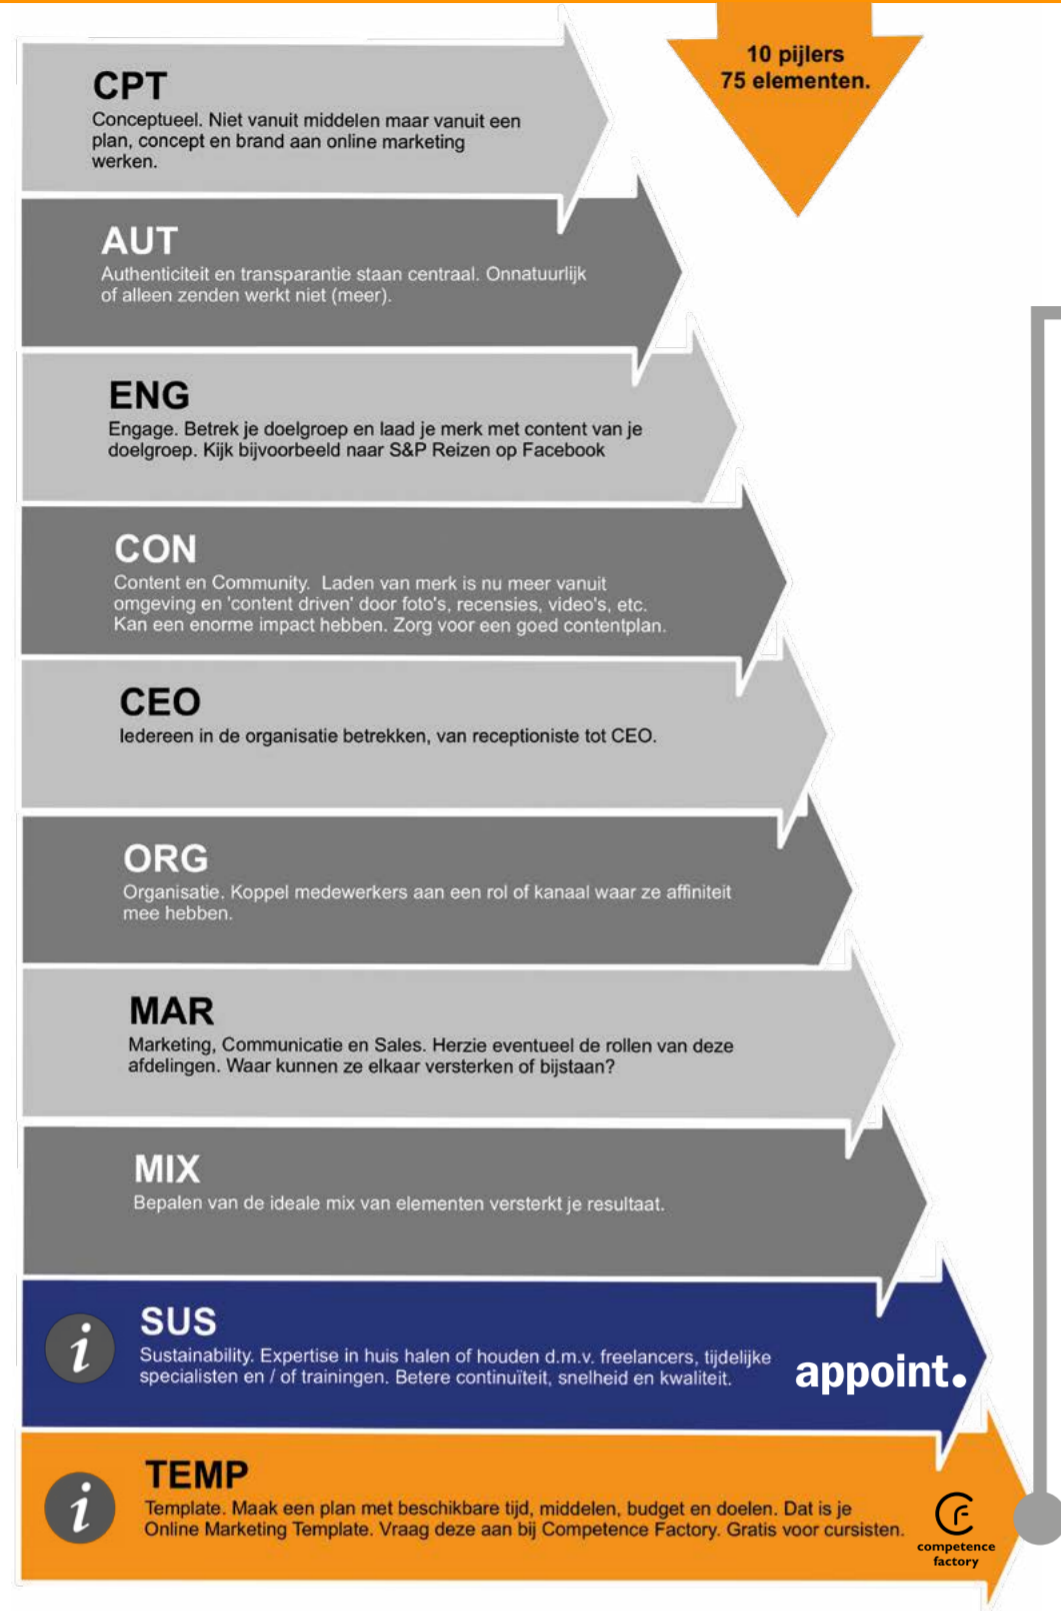 10 pijlers
75 elementen.
CPT
Conceptueel. Niet vanuit middelen maar vanuit een
plan, concept en brand aan online marketing
werken.
AUT
Authenticiteit en transparantie staan centraal. Onnatuurlijk
of alleen zenden werkt niet (meer).
ENG
Engage. Betrek je doelgroep en laad je merk met content van je
doelgroep. Kijk bijvoorbeeld naar S&P Reizen op Facebook
CON
Content en Community.  Laden van merk is nu meer vanuit
omgeving en 'content driven' door foto's, recensies, video's, etc.
Kan een enorme impact hebben. Zorg voor een goed contentplan.
CEO
Iedereen in de organisatie betrekken, van receptioniste tot CEO.
ORG
Organisatie. Koppel medewerkers aan een rol of kanaal waar ze affiniteit
mee hebben.
MAR
Marketing, Communicatie en Sales. Herzie eventueel de rollen van deze
afdelingen. Waar kunnen ze elkaar versterken of bijstaan?
MIX
Bepalen van de ideale mix van elementen versterkt je resultaat.
i
SUS
Sustainability. Expertise in huis halen of houden d.m.v. freelancers, tijdelijke
specialisten en / of trainingen. Betere continuïteit, snelheid en kwaliteit.
appoint.
i
TEMP
Template. Maak een plan met beschikbare tijd, middelen, budget en doelen. Dat is je
Online Marketing Template. Vraag deze aan bij Competence Factory. Gratis voor cursisten.
CF
competence
factory